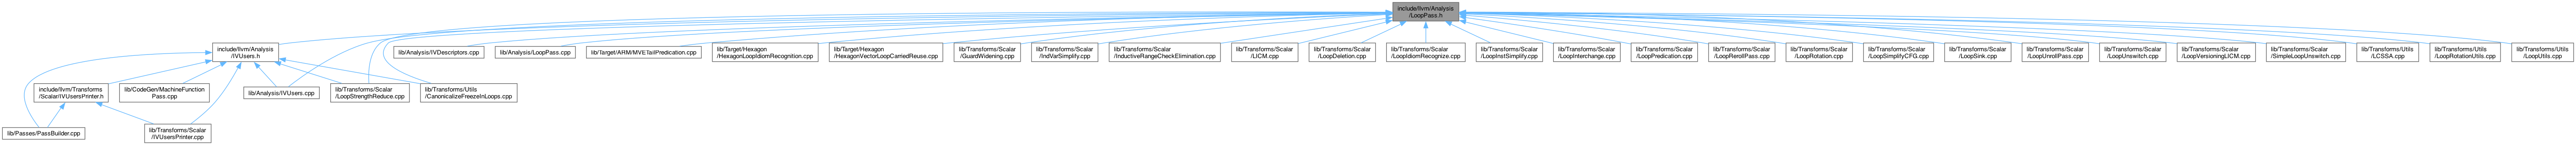 include/llvm/Analysis
/LoopPass.h
include/llvm/Analysis
/IVUsers.h
lib/Analysis/IVDescriptors.cpp
lib/Analysis/LoopPass.cpp
lib/Target/ARM/MVETailPredication.cpp
lib/Target/Hexagon
/HexagonLoopIdiomRecognition.cpp
lib/Target/Hexagon
/HexagonVectorLoopCarriedReuse.cpp
lib/Transforms/Scalar
/GuardWidening.cpp
lib/Transforms/Scalar
/IndVarSimplify.cpp
lib/Transforms/Scalar
/InductiveRangeCheckElimination.cpp
lib/Transforms/Scalar
/LICM.cpp
lib/Transforms/Scalar
/LoopDeletion.cpp
lib/Transforms/Scalar
/LoopIdiomRecognize.cpp
lib/Transforms/Scalar
/LoopInstSimplify.cpp
lib/Transforms/Scalar
/LoopInterchange.cpp
lib/Transforms/Scalar
/LoopPredication.cpp
lib/Transforms/Scalar
/LoopRerollPass.cpp
lib/Transforms/Scalar
/LoopRotation.cpp
lib/Transforms/Scalar
/LoopSimplifyCFG.cpp
lib/Transforms/Scalar
/LoopSink.cpp
lib/Transforms/Scalar
/LoopUnrollPass.cpp
lib/Transforms/Scalar
/LoopUnswitch.cpp
lib/Transforms/Scalar
/LoopVersioningLICM.cpp
lib/Transforms/Scalar
/SimpleLoopUnswitch.cpp
lib/Transforms/Utils
/LCSSA.cpp
lib/Transforms/Utils
/LoopRotationUtils.cpp
lib/Transforms/Utils
/LoopUtils.cpp
include/llvm/Transforms
/Scalar/IVUsersPrinter.h
lib/CodeGen/MachineFunction
Pass.cpp
lib/Analysis/IVUsers.cpp
lib/Transforms/Scalar
/LoopStrengthReduce.cpp
lib/Transforms/Utils
/CanonicalizeFreezeInLoops.cpp
lib/Passes/PassBuilder.cpp
lib/Transforms/Scalar
/IVUsersPrinter.cpp